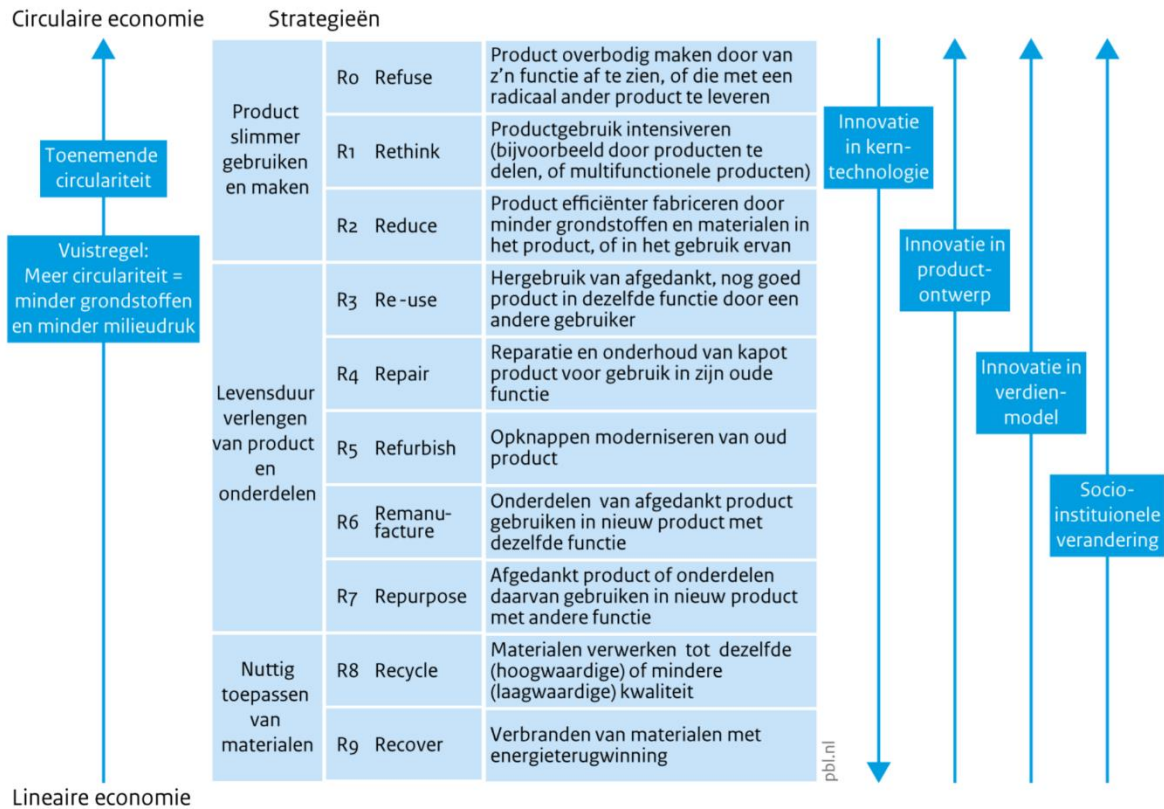 Circulaire economie
Strategieën
Toenemende
circulariteit
Vuistregel:
Meer circulariteit =
minder grondstoffen
en minder milieudruk
Lineaire economie
Product
slimmer
gebruiken
en maken
R0 Refuse
Product overbodig maken door van
z'n functie af te zien, of die met een
radicaal ander product te leveren
R1 Rethink
Productgebruik intensiveren
(bijvoorbeeld door producten te
delen, of multifunctionele producten)
R2 Reduce
Product efficiënter fabriceren door
minder grondstoffen en materialen in
het product, of in het gebruik ervan
Levensduur
verlengen
van product
en
onderdelen
R3 Re-use
Hergebruik van afgedankt, nog goed
product in dezelfde functie door een
andere gebruiker
R4 Repair
Reparatie en onderhoud van kapot
product voor gebruik in zijn oude
functie
R5 Refurbish
Opknappen moderniseren van oud
product
R6 Remanu-
facture
Onderdelen van afgedankt product
gebruiken in nieuw product met
dezelfde functie
R7 Repurpose
Afgedankt product of onderdelen
daarvan gebruiken in nieuw product
met andere functie
Nuttig
toepassen
van
materialen
R8 Recycle
Materialen verwerken tot dezelfde
(hoogwaardige) of mindere
(laagwaardige) kwaliteit
R9 Recover
Verbranden van materialen met
energieterugwinning
pbl.nl
Innovatie
in kern-
technologie
Innovatie in
product-
ontwerp
Innovatie in
verdien-
model
Socio-
instituionele
verandering